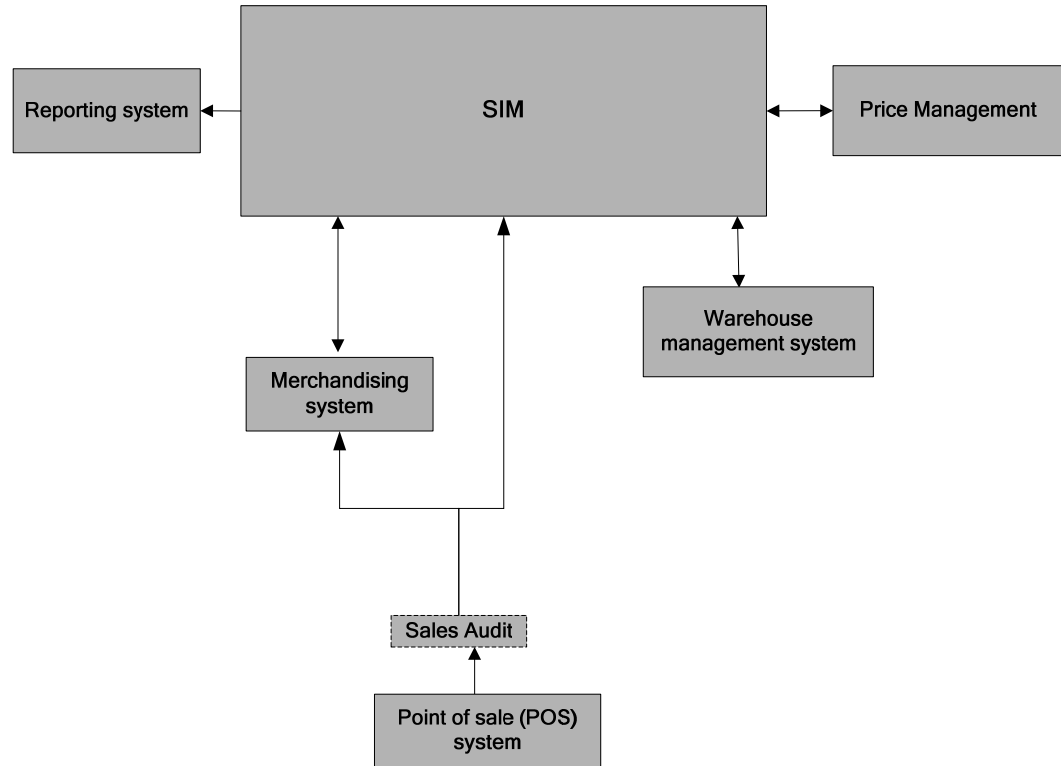 SIM
Reporting system
Price Management
Warehouse
management system
Merchandising
system
Sales Audit
Point of sale (POS)
system